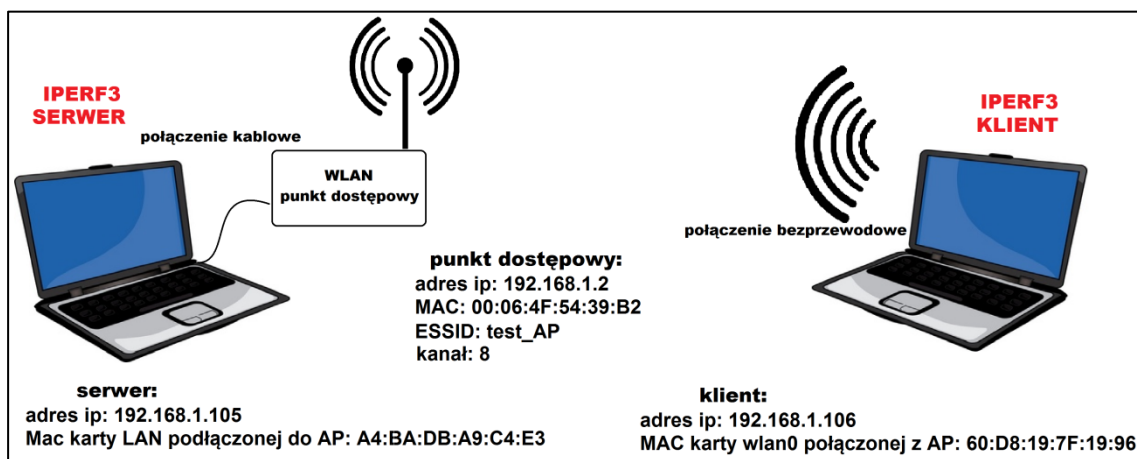 IPERF3
SERWER
połączenie kablowe
WLAN
punkt dostępowy
IPERF3
KLIENT
połączenie bezprzewodowe
punkt dostępowy:
adres ip: 192.168.1.2
MAC: 00:06:4F:54:39:B2
ESSID: test_AP
kanał: 8
serwer:
adres ip: 192.168.1.105
Mac karty LAN podłączonej do AP: A4:BA:DB:A9:C4:E3
klient:
adres ip: 192.168.1.106
MAC karty wlan0 połączonej z AP: 60:D8:19:7F:19:96